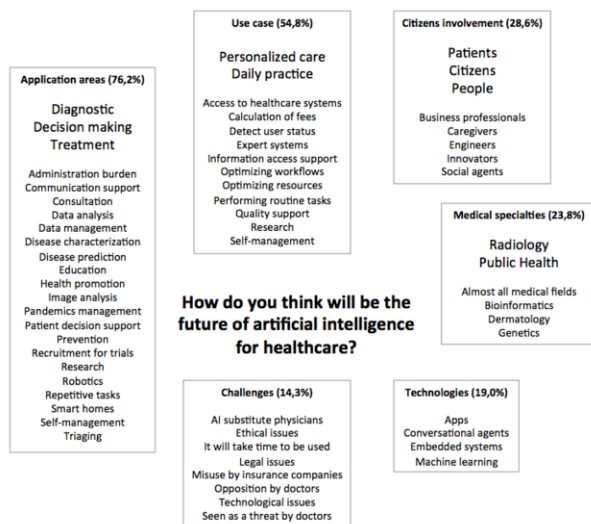 Application areas (76,2%)
Diagnostic
Decision making
Treatment
Administration burden
Communication support
Consultation
Data analysis
Data management
Disease characterization
Disease prediction
Education
Health promotion
Image analysis
Pandemics management
Patient decision support
Prevention
Recruitment for trials
Research
Robotics
Repetitive tasks
Smart homes
Self-management
Triaging
Use case (54,8%)
Personalized care
Daily practice
Access to healthcare systems
Calculation of fees
Detect user status
Expert systems
Information access support
Optimizing workflows
Optimizing resources
Performing routine tasks
Quality support
Research
Self-management
Citizens involvement (28,6%)
Patients
Citizens
People
Business professionals
Caregivers
Engineers
Innovators
Social agents
Medical specialties (23,8%)
Radiology
Public Health
Almost all medical fields
Bioinformatics
Dermatology
Genetics
How do you think will be the
future of artificial intelligence
for healthcare?
Challenges (14,3%)
AI substitute physicians
Ethical issues
It will take time to be used
Legal issues
Misuse by insurance companies
Opposition by doctors
Technological issues
Seen as a threat by doctors
Technologies (19,0%)
Apps
Conversational agents
Embedded systems
Machine learning